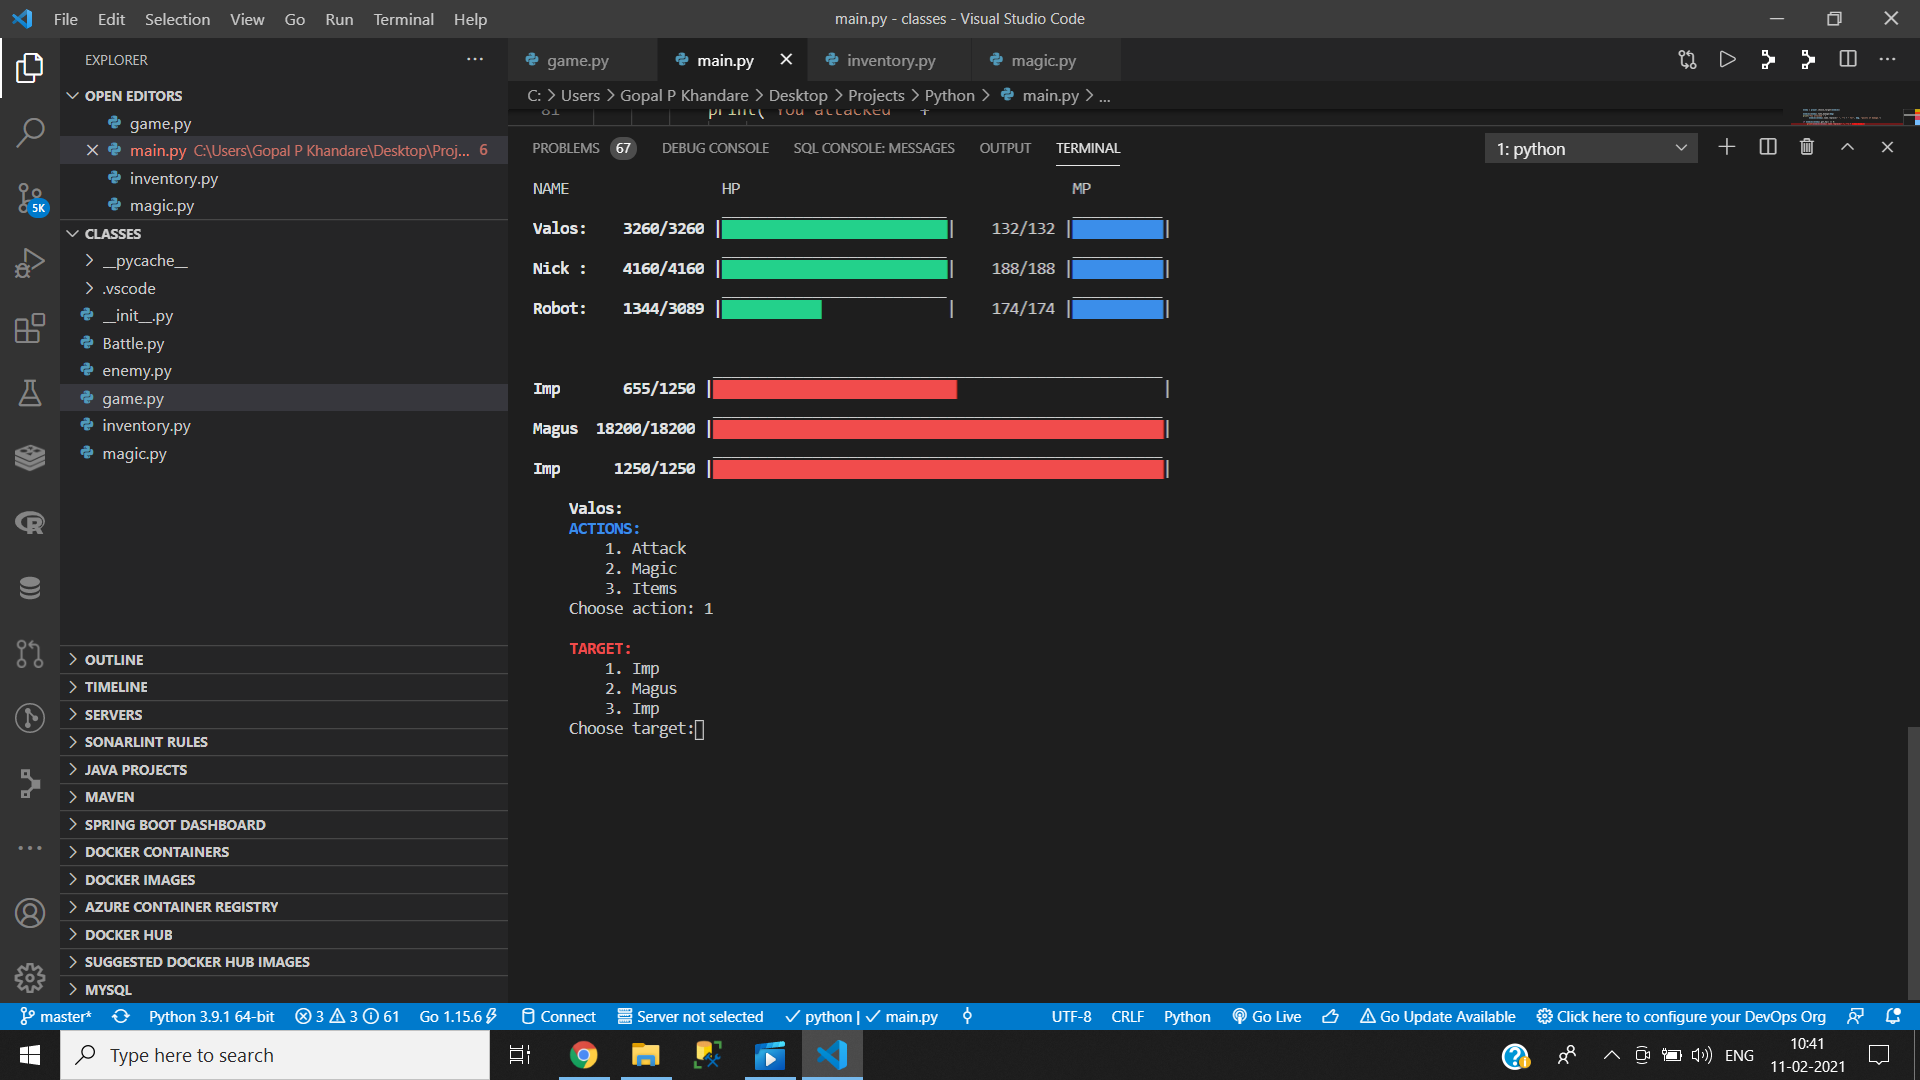 File Edit Selection View Go Run Terminal Help
main.py - classes - Visual Studio Code
EXPLORER
OPEN EDITORS
game.py
main.py C:\Users\Gopal P Khandare\Desktop\Proj... 6
inventory.py
magic.py
5K
CLASSES
__pycache__
.vscode
__init__.py
Battle.py
enemy.py
game.py
inventory.py
magic.py
OUTLINE
TIMELINE
SERVERS
SONARLINT RULES
JAVA PROJECTS
MAVEN
SPRING BOOT DASHBOARD
DOCKER CONTAINERS
DOCKER IMAGES
AZURE CONTAINER REGISTRY
DOCKER HUB
SUGGESTED DOCKER HUB IMAGES
MYSQL
game.py main.py inventory.py magic.py
C: > Users > Gopal P Khandare > Desktop > Projects > Python > main.py > ...
81 print("You attacked " +
PROBLEMS 67 DEBUG CONSOLE SQL CONSOLE: MESSAGES OUTPUT TERMINAL 1: python
NAME HP MP
Valos: 3260/3260 | | 132/132 | |
Nick : 4160/4160 | | 188/188 | |
Robot: 1344/3089 | | 174/174 | |
Imp 655/1250 | |
Magus 18200/18200 | |
Imp 1250/1250 | |
Valos:
ACTIONS:
1. Attack
2. Magic
3. Items
Choose action: 1
TARGET:
1. Imp
2. Magus
3. Imp
Choose target:
master* Python 3.9.1 64-bit 3 3 61 Go 1.15.6 Connect Server not selected python | main.py UTF-8 CRLF Python Go Live Go Update Available Click here to configure your DevOps Org
Type here to search
ENG
10:41
11-02-2021